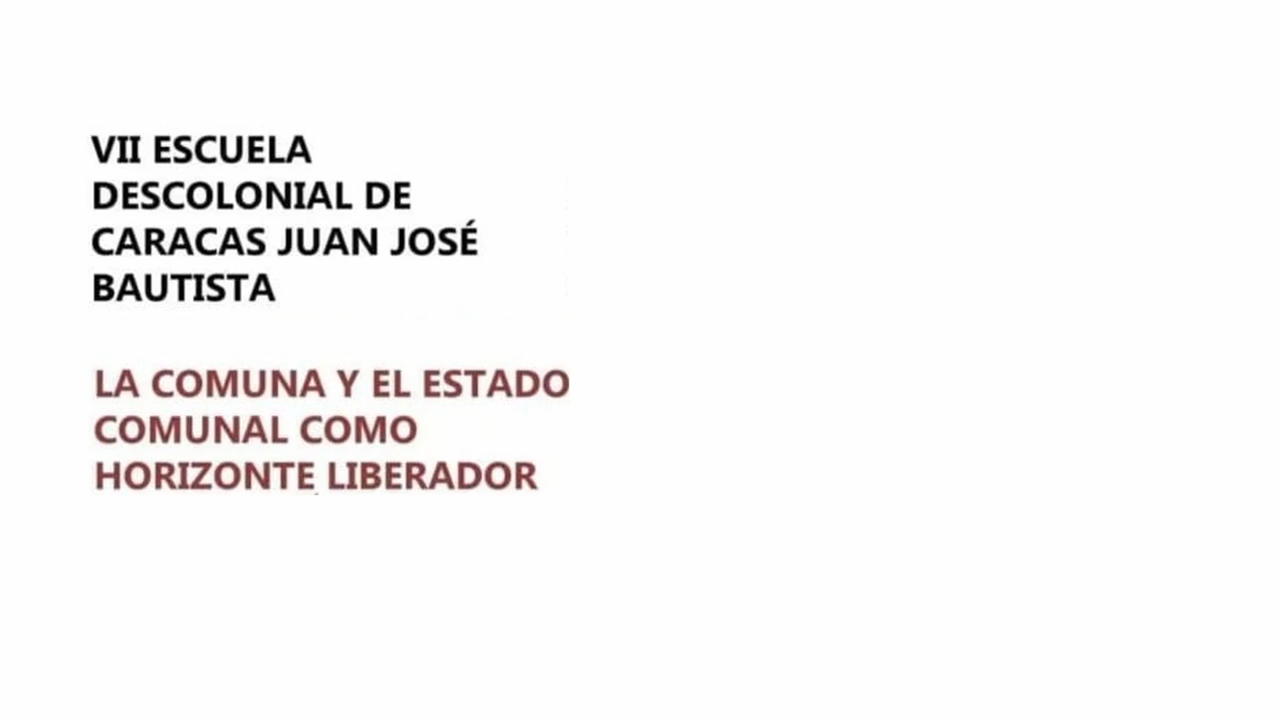 VII ESCUELA
DESCOLONIAL DE
CARACAS JUAN JOSÉ
BAUTISTA
LA COMUNA Y EL ESTADO
COMUNAL COMO
HORIZONTE LIBERADOR